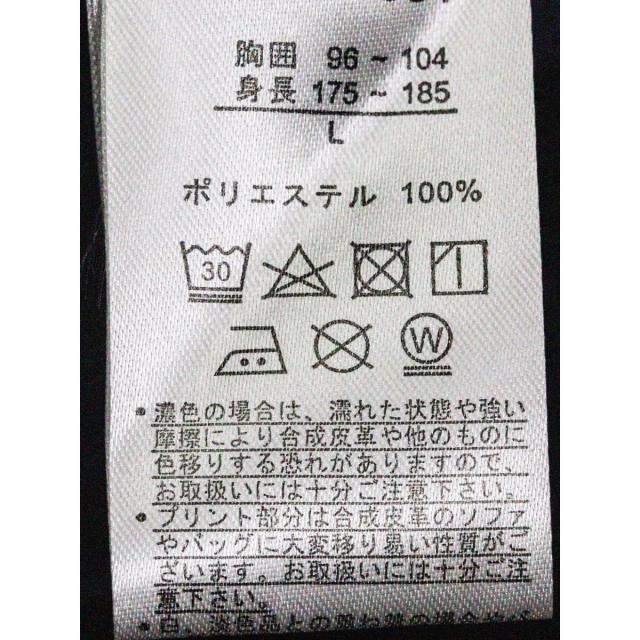 胸囲 96 ~ 104
身長 175 ~ 185
L
ポリエステル 100%
30
W
• 濃色の場合は、濡れた状態や強い
摩擦により合成皮革や他のものに
色移りする恐れがありますので、
お取扱いには十分ご注意下さい。
• プリント部分は合成皮革のソファ
やバッグに大変移り易い性質がご
ざいます。お取扱いには十分ご注
意下さい。